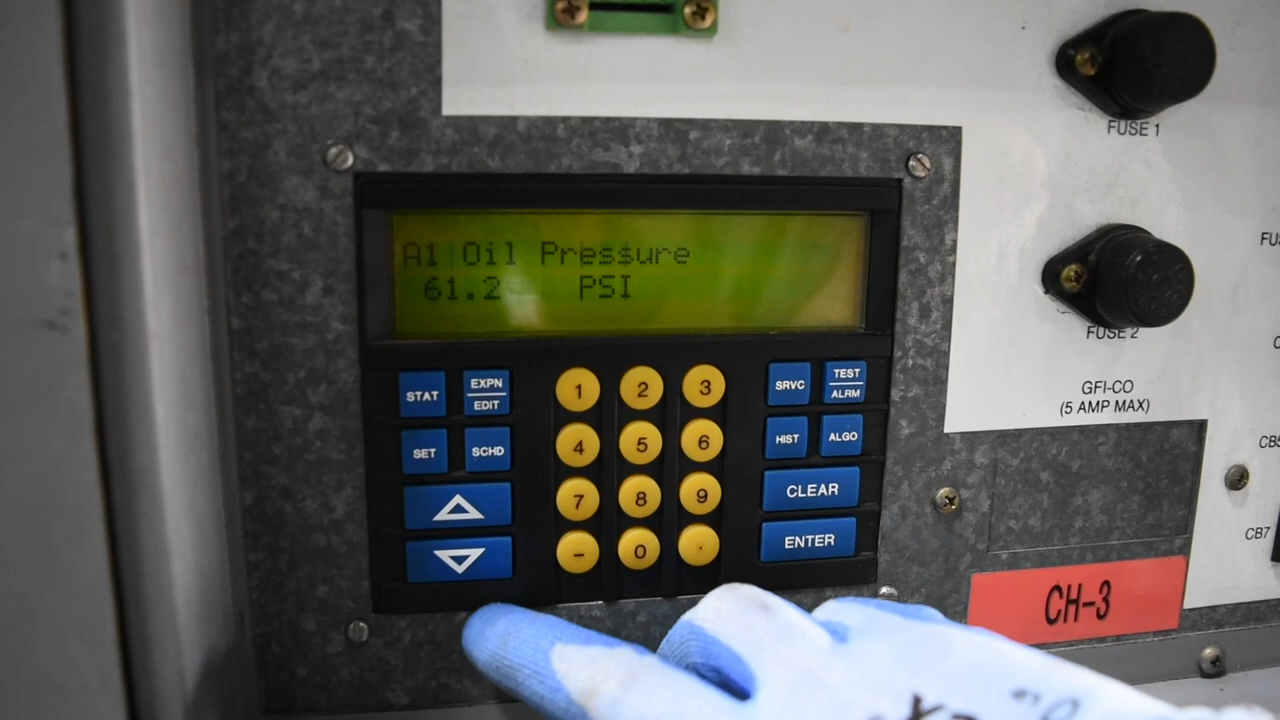 FUSE 1
A1 Oil Pressure
61.2 PSI
FUSE 2
GFI-CO
(5 AMP MAX)
STAT
EXPN
EDIT
1
2
3
SRVC
TEST
ALRM
SET
SCHD
4
5
6
HIST
ALGO
7
8
9
CLEAR
-
0
.
ENTER
CB7
CH-3